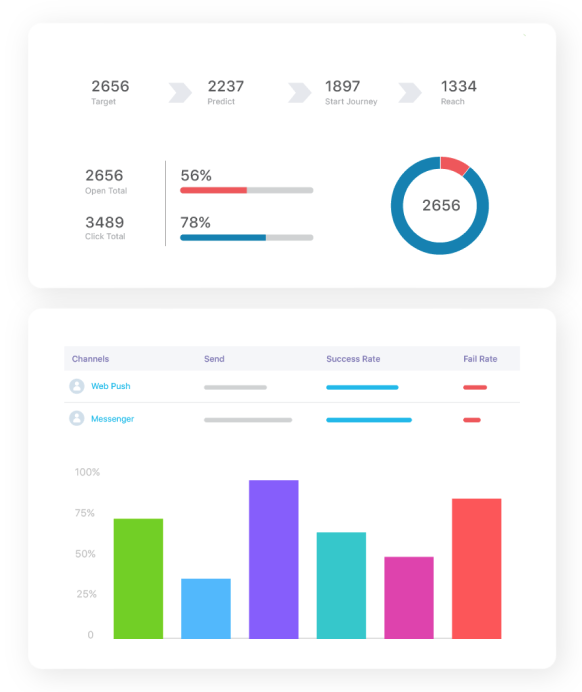 2656 2237 1897 1334
Target Predict Start Journey Reach
2656 56%
Open Total
3489 78%
Click Total
2656
Channels Send Success Rate Fail Rate
Web Push
Messenger
100%
75%
50%
25%
0